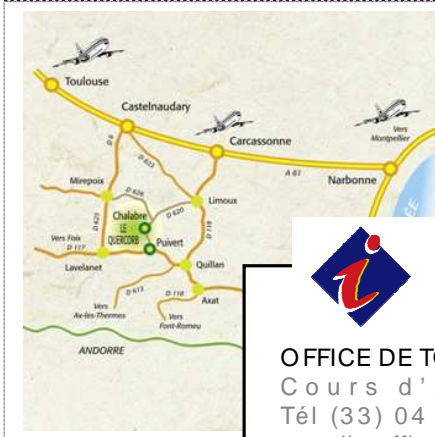 Toulouse
Castelnaudary
Carcassonne
Vers
Montpellier
A 61
Narbonne
D 6
D 623
Mirepoix
D 626
Limoux
Chalabre
LE
QUERCORB
D 620
D 625
D 118
Vers Foix
D 117
Puivert
Lavelanet
Quillan
D 613
D 118
Axat
Vers
Ax-les-Thermes
Vers
Font-Romeu
ANDORRE
ÉE
i
OFFICE DE TO
Cours d'
Tél (33) 04